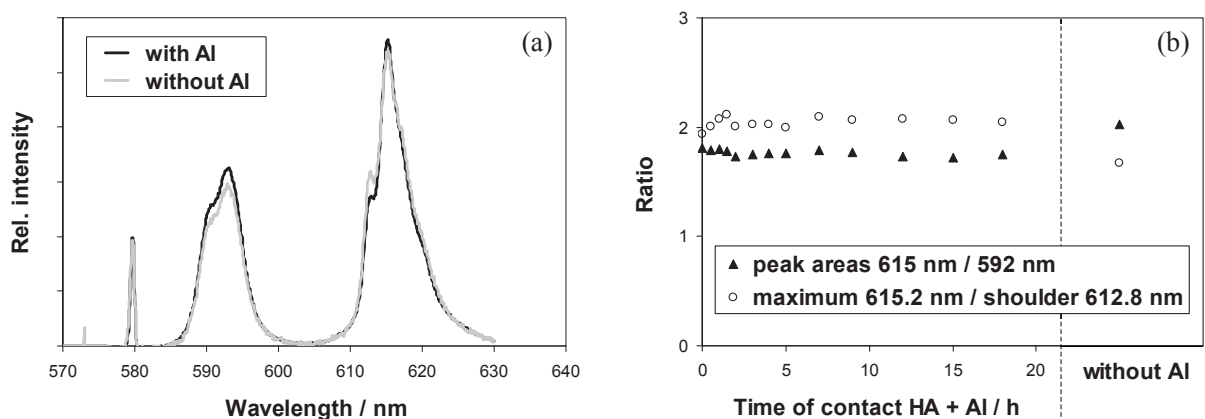 (a)
with Al
without Al
Rel. intensity
570 580 590 600 610 620 630 640
Wavelength / nm
(b)
3
2
1
0
Ratio
▲ peak areas 615 nm / 592 nm
○ maximum 615.2 nm / shoulder 612.8 nm
0 5 10 15 20
without Al
Time of contact HA + Al / h